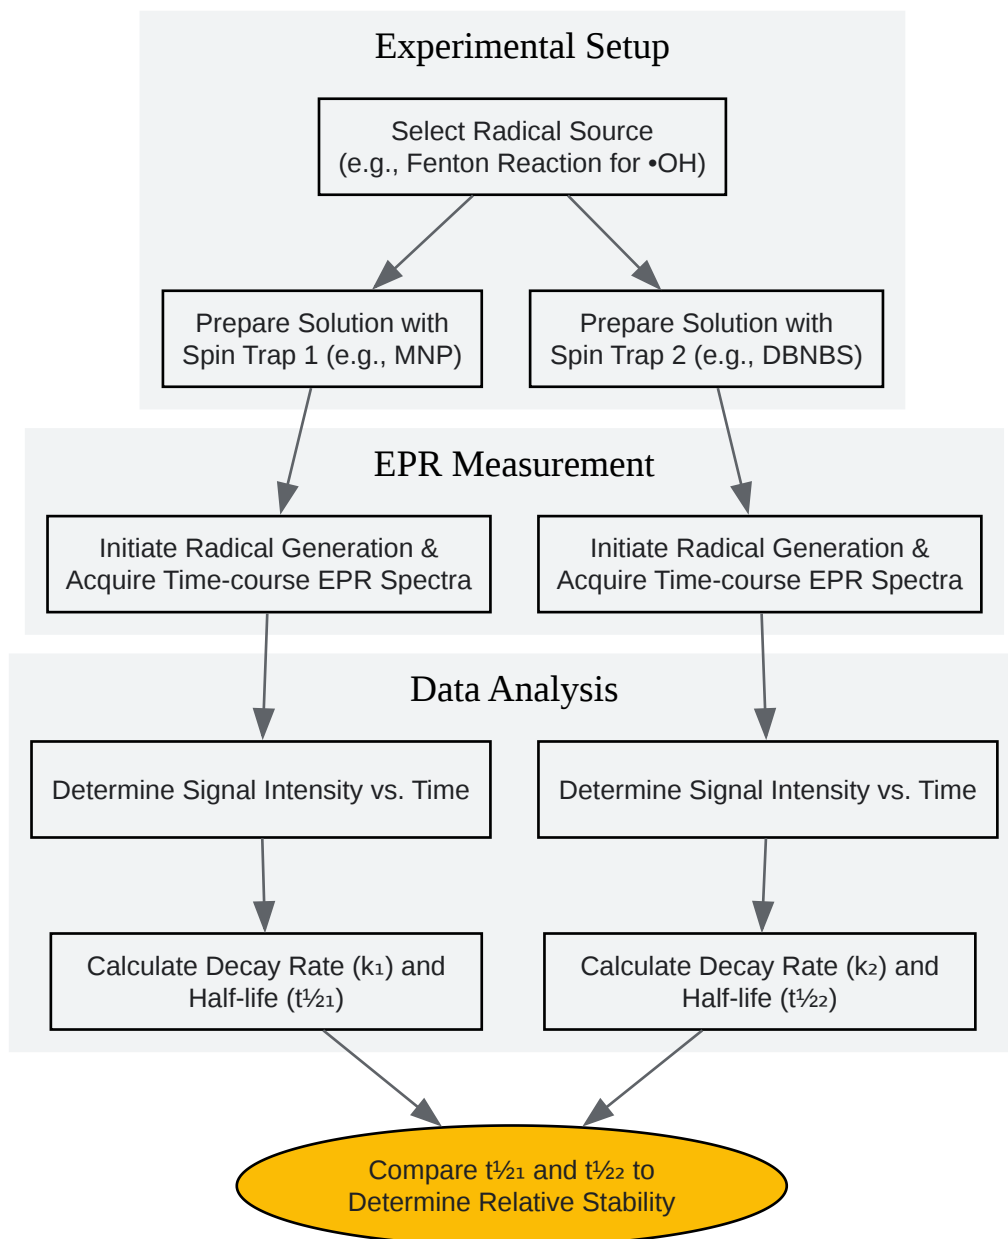 Experimental Setup
Select Radical Source
(e.g., Fenton Reaction for •OH)
Prepare Solution with
Spin Trap 1 (e.g., MNP)
Prepare Solution with
Spin Trap 2 (e.g., DBNBS)
EPR Measurement
Initiate Radical Generation &
Acquire Time-course EPR Spectra
Initiate Radical Generation &
Acquire Time-course EPR Spectra
Data Analysis
Determine Signal Intensity vs. Time
Determine Signal Intensity vs. Time
Calculate Decay Rate (k₁) and
Half-life (t½₁)
Calculate Decay Rate (k₂) and
Half-life (t½₂)
Compare t½₁ and t½₂ to
Determine Relative Stability